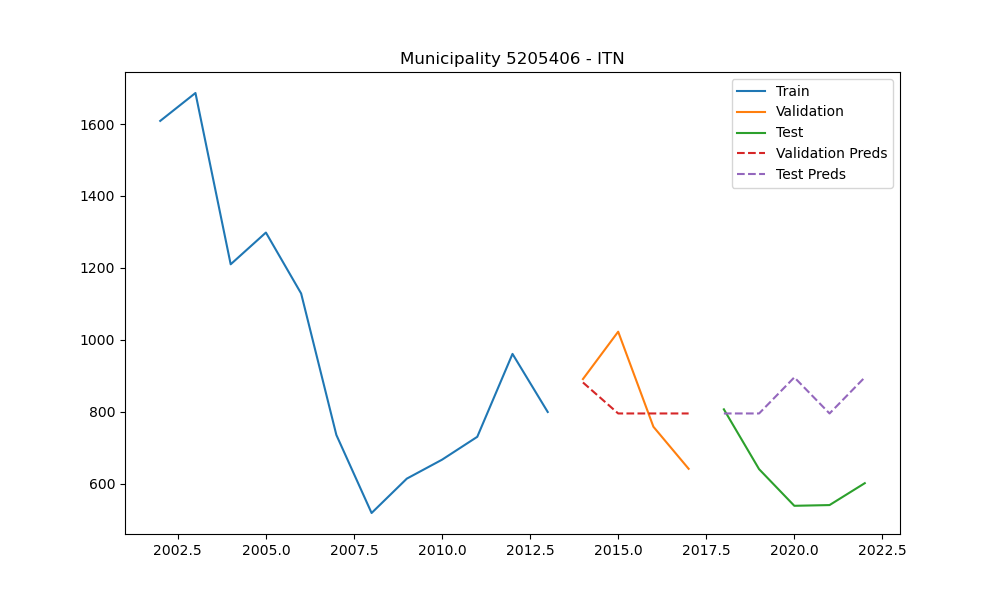 Municipality 5205406 - ITN
Train
Validation
Test
Validation Preds
Test Preds
1600
1400
1200
1000
800
600
2002.5 2005.0 2007.5 2010.0 2012.5 2015.0 2017.5 2020.0 2022.5